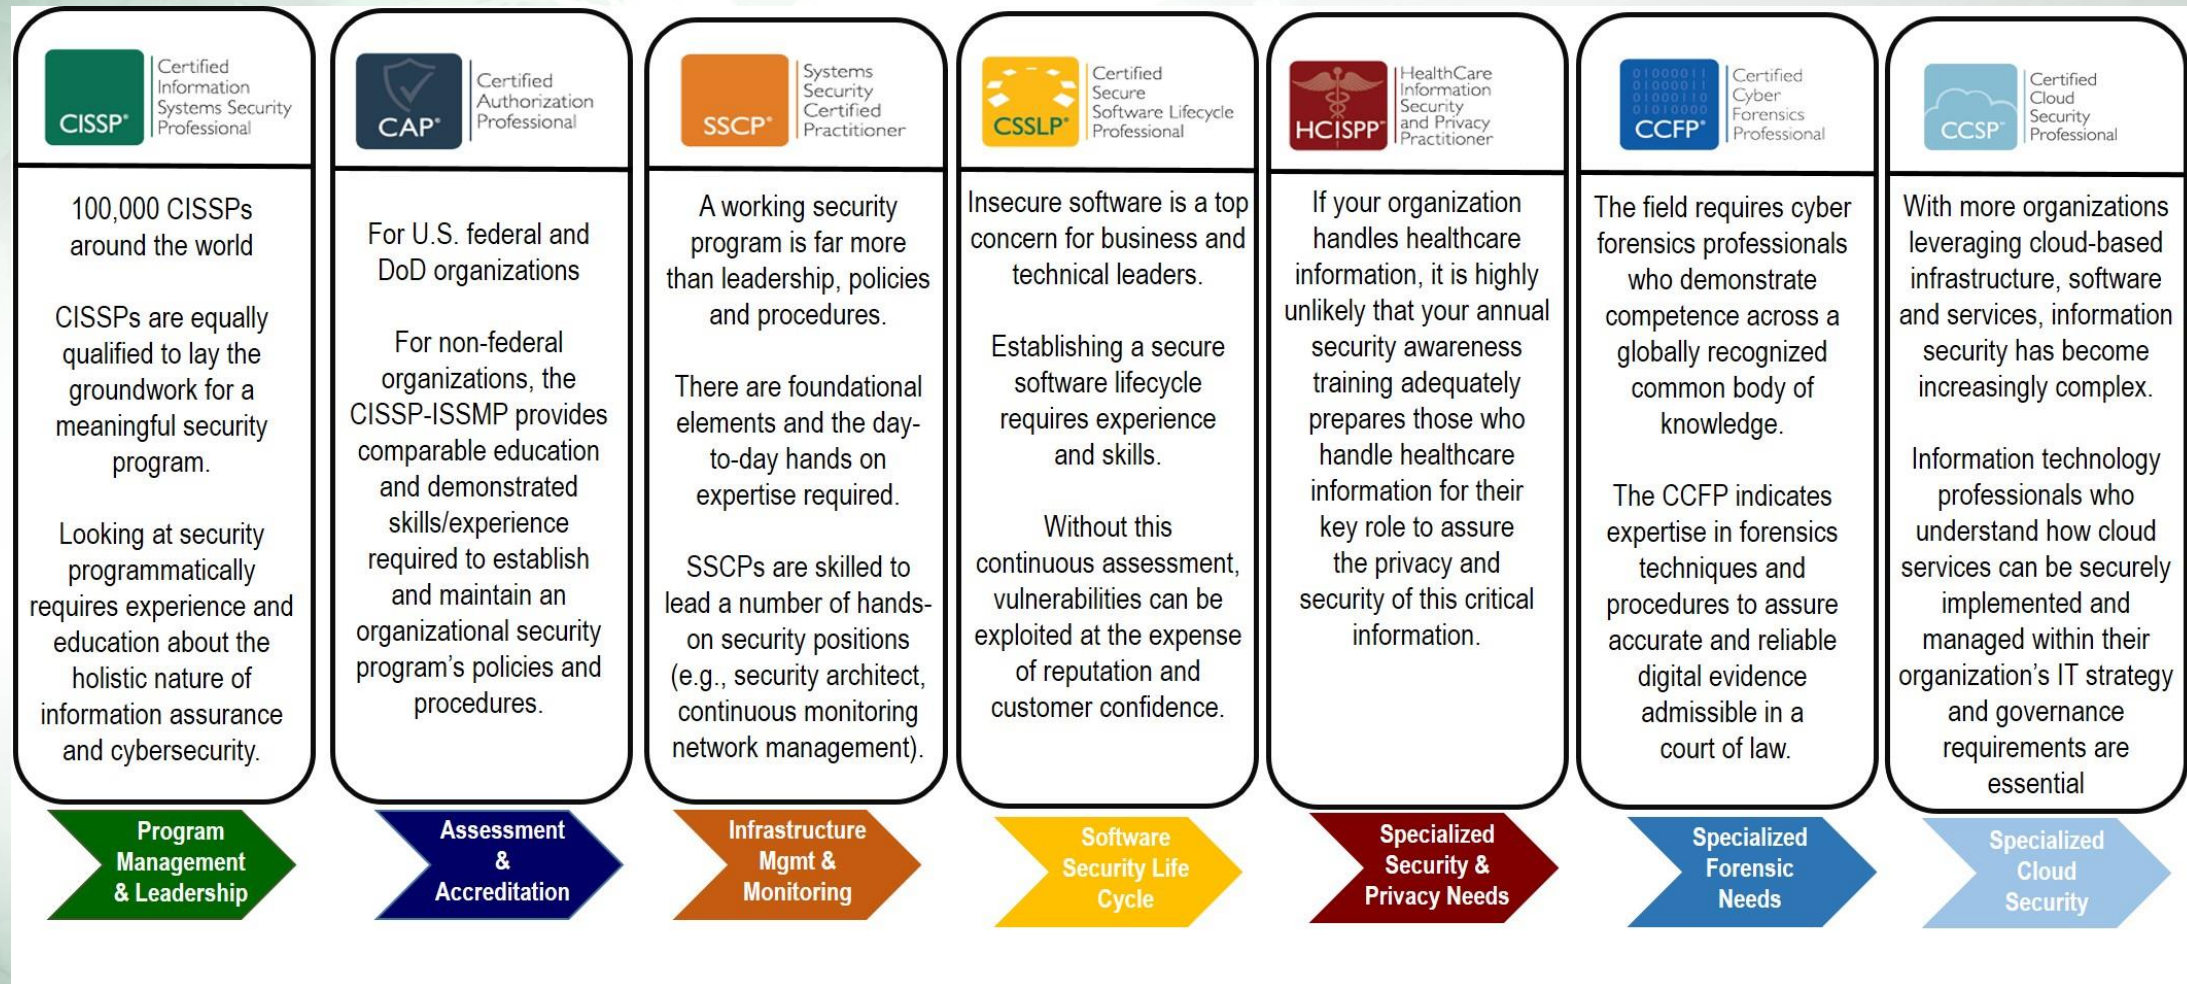 CISSP®
Certified
Information
Systems Security
Professional
100,000 CISSPs
around the world
CISSPs are equally
qualified to lay the
groundwork for a
meaningful security
program.
Looking at security
programmatically
requires experience and
education about the
holistic nature of
information assurance
and cybersecurity.
Program
Management
& Leadership
CAP®
Certified
Authorization
Professional
For U.S. federal and
DoD organizations
For non-federal
organizations, the
CISSP-ISSMP provides
comparable education
and demonstrated
skills/experience
required to establish
and maintain an
organizational security
program’s policies and
procedures.
Assessment
&
Accreditation
SSCP®
Systems
Security
Certified
Practitioner
A working security
program is far more
than leadership, policies
and procedures.
There are foundational
elements and the day-
to-day hands on
expertise required.
SSCPs are skilled to
lead a number of hands-
on security positions
(e.g., security architect,
continuous monitoring
network management).
Infrastructure
Mgmt &
Monitoring
CSSLP®
Certified
Secure
Software Lifecycle
Professional
Insecure software is a top
concern for business and
technical leaders.
Establishing a secure
software lifecycle
requires experience
and skills.
Without this
continuous assessment,
vulnerabilities can be
exploited at the expense
of reputation and
customer confidence.
Software
Security Life
Cycle
HCISPP℠
HealthCare
Information
Security
and Privacy
Practitioner
If your organization
handles healthcare
information, it is highly
unlikely that your annual
security awareness
training adequately
prepares those who
handle healthcare
information for their
key role to assure
the privacy and
security of this critical
information.
Specialized
Security &
Privacy Needs
01000011
01000011
01000110
01010000
CCFP®
Certified
Cyber
Forensics
Professional
The field requires cyber
forensics professionals
who demonstrate
competence across a
globally recognized
common body of
knowledge.
The CCFP indicates
expertise in forensics
techniques and
procedures to assure
accurate and reliable
digital evidence
admissible in a
court of law.
Specialized
Forensic
Needs
CCSP℠
Certified
Cloud
Security
Professional
With more organizations
leveraging cloud-based
infrastructure, software
and services, information
security has become
increasingly complex.
Information technology
professionals who
understand how cloud
services can be securely
implemented and
managed within their
organization’s IT strategy
and governance
requirements are
essential
Specialized
Cloud
Security